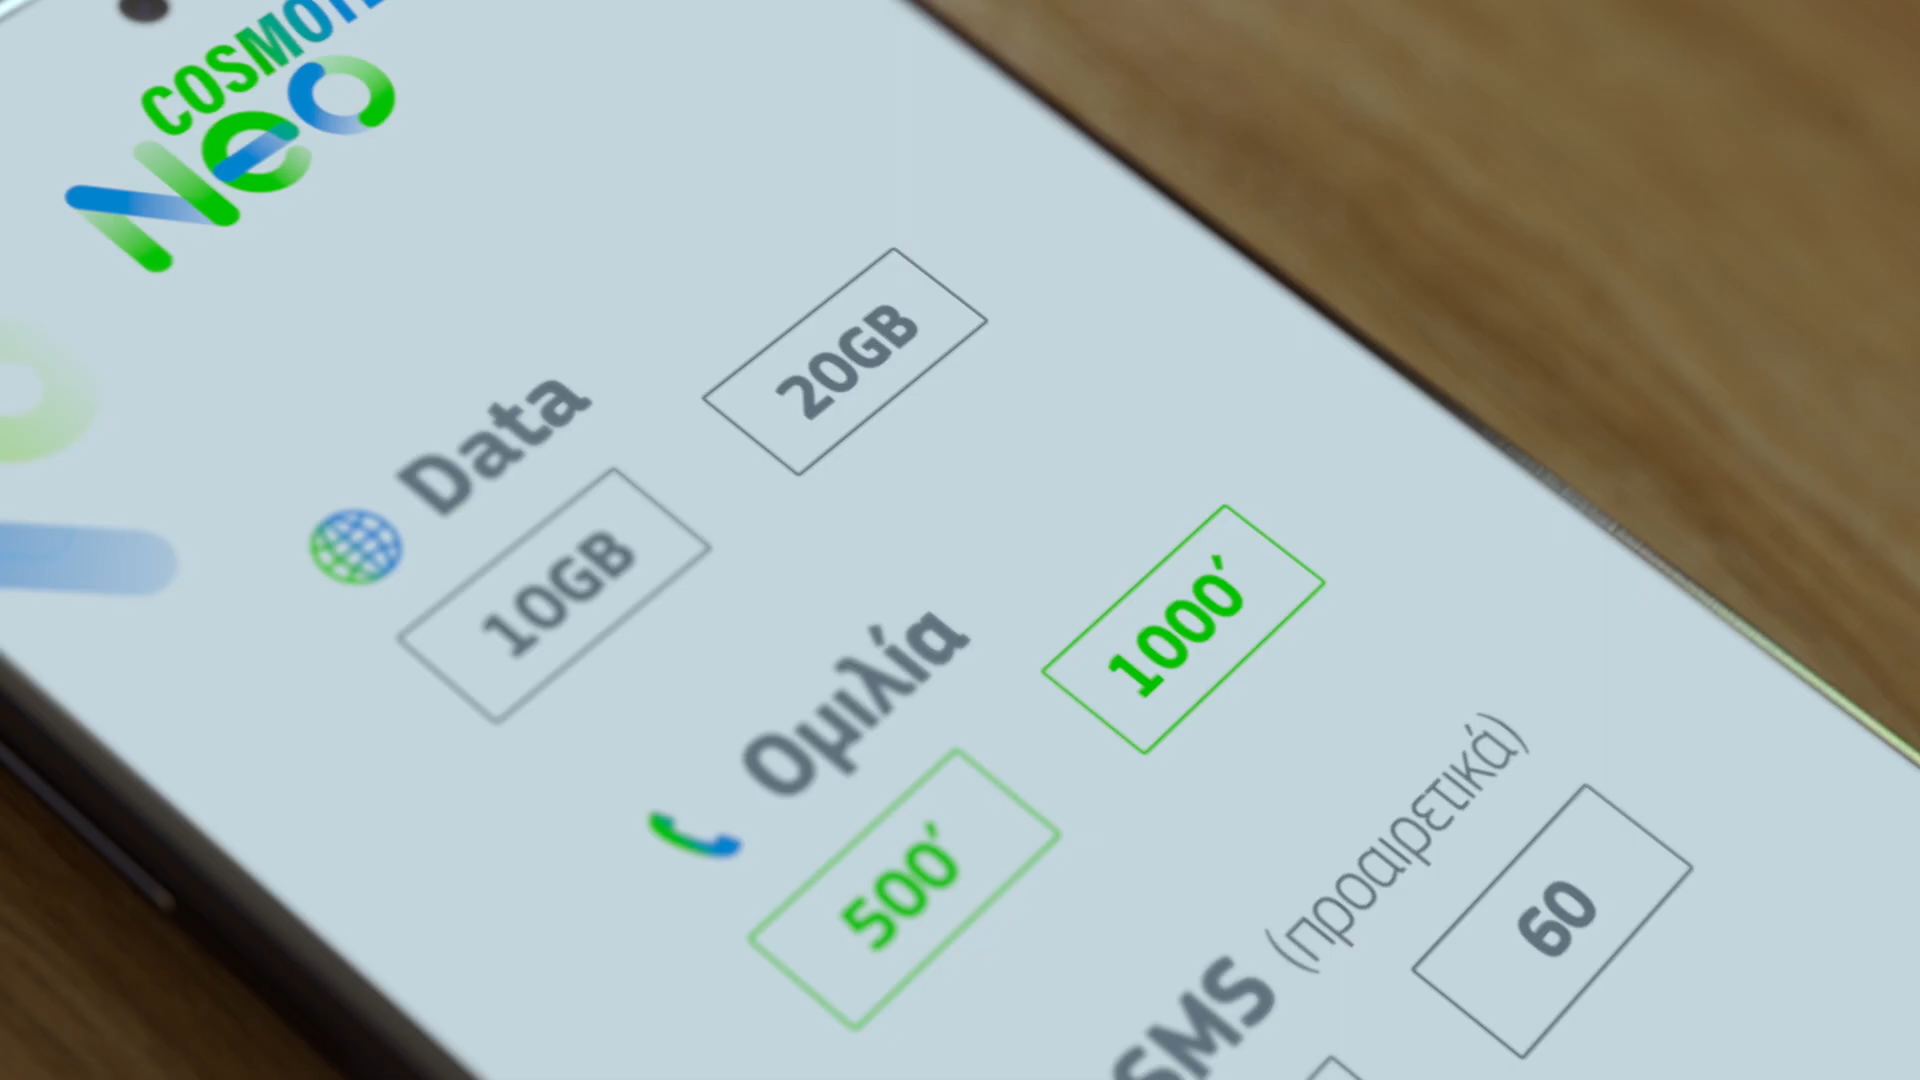 COSMOTE
Neo
Data
10GB
20GB
Ομιλία
500′
1000′
SMS (προαιρετικά)
60